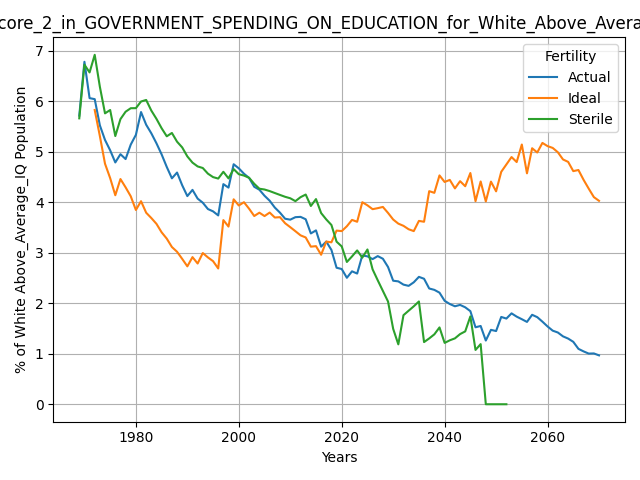 core_2_in_GOVERNMENT_SPENDING_ON_EDUCATION_for_White_Above_Avera
% of White Above_Average_IQ Population
7
6
5
4
3
2
1
0
Fertility
Actual
Ideal
Sterile
1980
2000
2020
2040
2060
Years